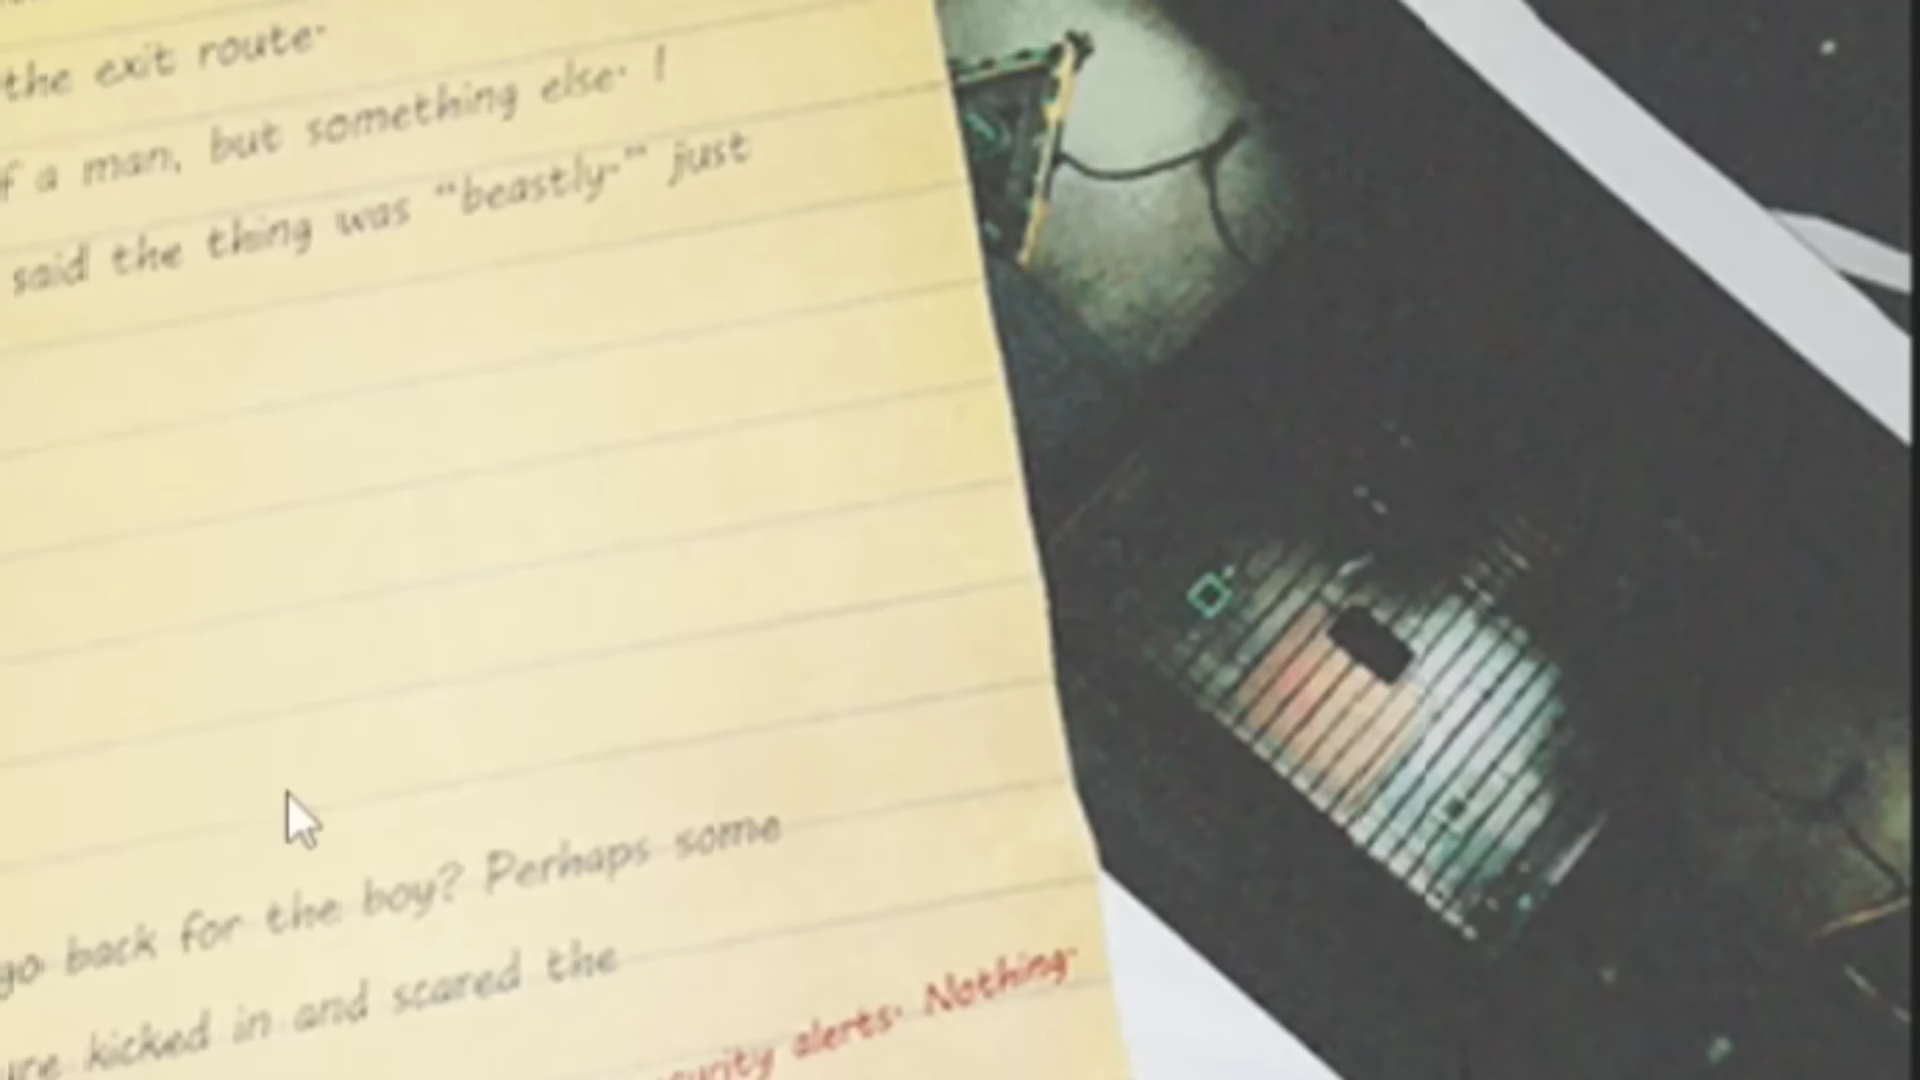 the exit route.
a man, but something else. I
said the thing was "beastly." just
go back for the boy? Perhaps some
kicked in and scared the
alerts. Nothing.